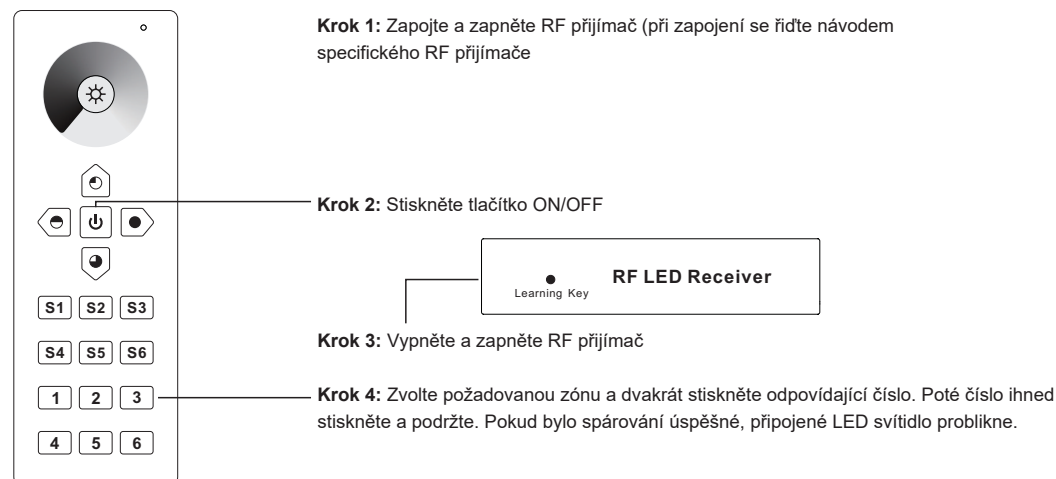 Krok 1: Zapojte a zapněte RF přijímač (při zapojení se řiďte návodem
specifického RF přijímače
Krok 2: Stiskněte tlačítko ON/OFF
RF LED Receiver
Learning Key
Krok 3: Vypněte a zapněte RF přijímač
S1 S2 S3
S4 S5 S6
1 2 3
4 5 6
Krok 4: Zvolte požadovanou zónu a dvakrát stiskněte odpovídající číslo. Poté číslo ihned
stiskněte a podržte. Pokud bylo spárování úspěšné, připojené LED svítidlo problikne.